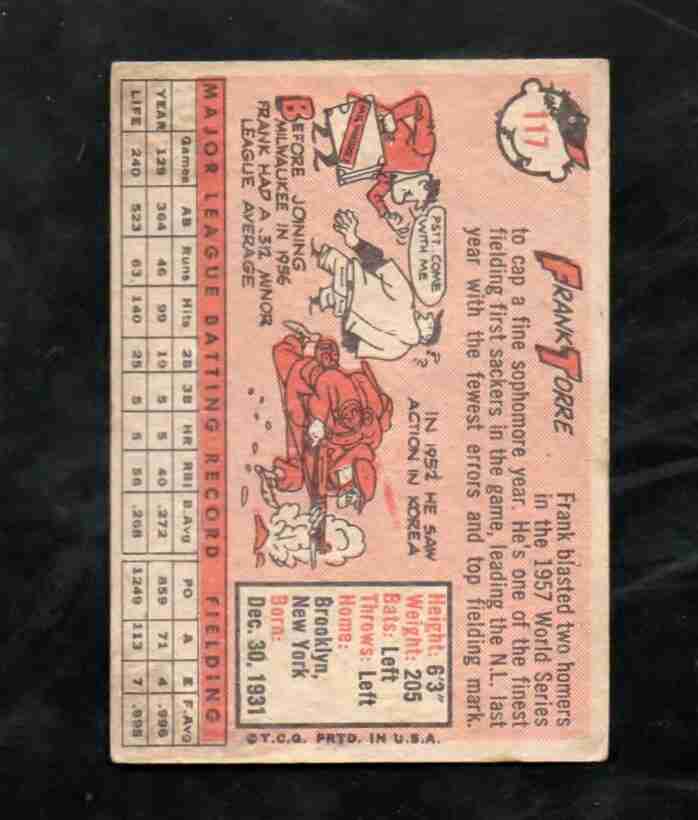 117
FRANK TORRE
Frank blasted two homers
in the 1957 World Series
to cap a fine sophomore year. He's one of the finest
fielding first sackers in the game, leading the N.L. last
year with the fewest errors and top fielding mark.
PSTT. COME
WITH ME
??
BEFORE JOINING
MILWAUKEE IN 1956
FRANK HAD A .312 MINOR
LEAGUE AVERAGE
IN 1952 HE SAW
ACTION IN KOREA
Height: 6'3"
Weight: 205
Bats: Left
Throws: Left
Home:
Brooklyn,
New York
Born:
Dec. 30, 1931
©T.C.G. PRTD. IN U.S.A.
MAJOR LEAGUE BATTING RECORD FIELDING
Games AB Runs Hits 2B 3B HR RBI B.Avg PO A E F.Avg
YEAR 129 364 46 99 19 5 5 40 .272 859 71 4 .996
LIFE 240 523 63 140 25 5 5 56 .268 1249 113 7 .995